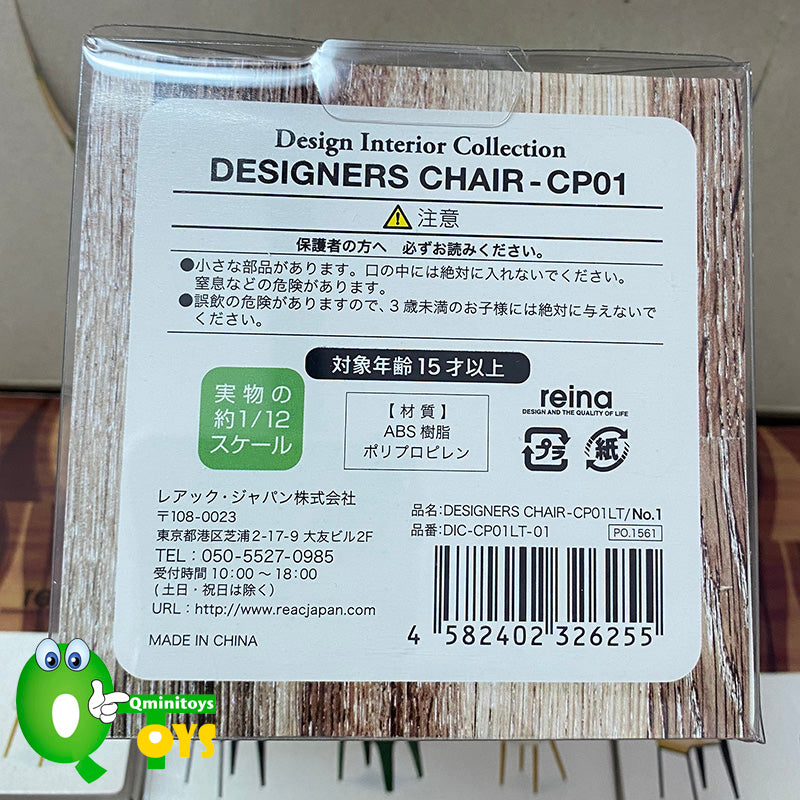 Design Interior Collection
DESIGNERS CHAIR - CP01
注意
保護者の方へ 必ずお読みください。
●小さな部品があります。口の中には絶対に入れないでください。
窒息などの危険があります。
●誤飲の危険がありますので、3歳未満のお子様には絶対に与えないで
ください。
対象年齢15才以上
実物の
約1/12
スケール
【材質】
ABS樹脂
ポリプロピレン
reina
DESIGN AND THE QUALITY OF LIFE
プラ
紙
レアック・ジャパン株式会社
〒108-0023
東京都港区芝浦2-17-9 大友ビル2F
TEL : 050-5527-0985
受付時間 10:00 ～ 18:00
(土日・祝日は除く)
URL : http://www.reacjapan.com
MADE IN CHINA
品名:DESIGNERS CHAIR-CP01LT/No.1
品番:DIC-CP01LT-01
PO.1561
4 582402 326255
reina
Qminitoys
Q TOYS